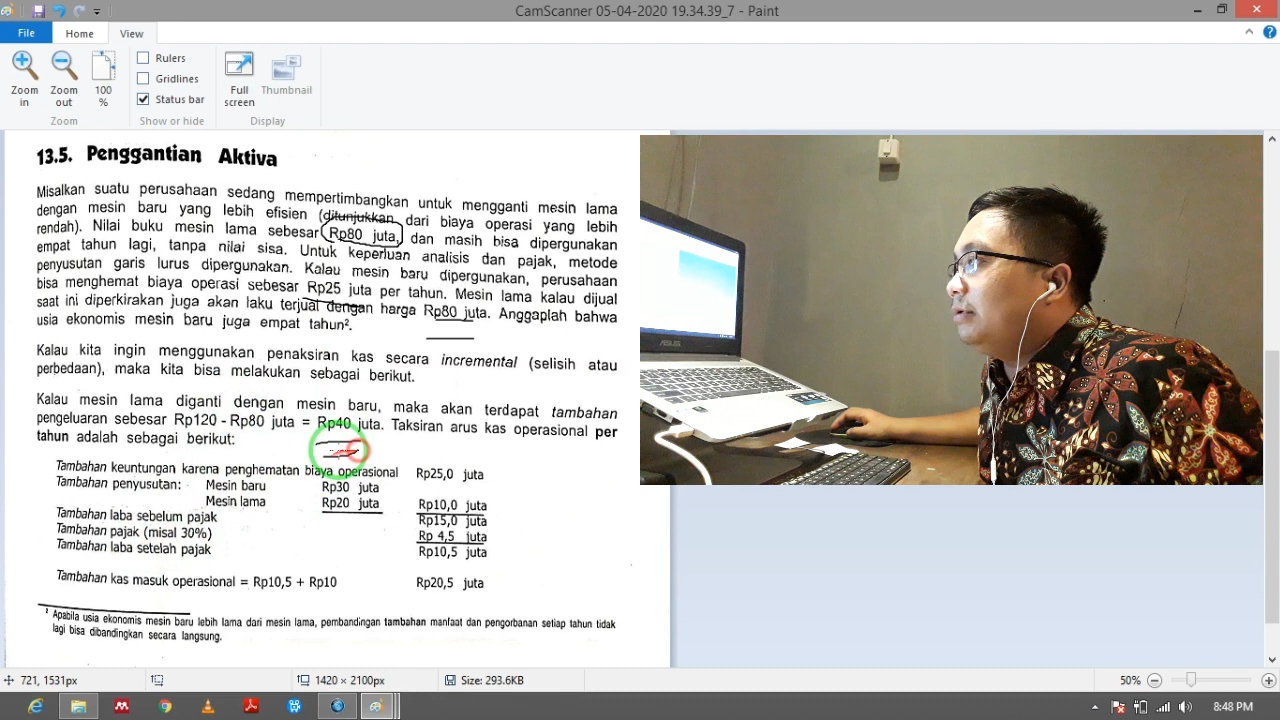 CamScanner 05-04-2020 19.34.39_7 - Paint
File Home View
Zoom in
Zoom out
100 %
Zoom
Rulers
Gridlines
Status bar
Show or hide
Full screen
Thumbnail
Display
13.5. Penggantian Aktiva
Misalkan suatu perusahaan sedang mempertimbangkan untuk mengganti mesin lama
dengan mesin baru yang lebih efisien (ditunjukkan dari biaya operasi yang lebih
rendah). Nilai buku mesin lama sebesar Rp80 juta, dan masih bisa dipergunakan
empat tahun lagi, tanpa nilai sisa. Untuk keperluan analisis dan pajak, metode
penyusutan garis lurus dipergunakan. Kalau mesin baru dipergunakan, perusahaan
bisa menghemat biaya operasi sebesar Rp25 juta per tahun. Mesin lama kalau dijual
saat ini diperkirakan juga akan laku terjual dengan harga Rp80 juta. Anggaplah bahwa
usia ekonomis mesin baru juga empat tahun².
Kalau kita ingin menggunakan penaksiran kas secara incremental (selisih atau
perbedaan), maka kita bisa melakukan sebagai berikut.
Kalau mesin lama diganti dengan mesin baru, maka akan terdapat tambahan
pengeluaran sebesar Rp120 - Rp80 juta = Rp40 juta. Taksiran arus kas operasional per
tahun adalah sebagai berikut:
Tambahan keuntungan karena penghematan biaya operasional Rp25,0 juta
Tambahan penyusutan: Mesin baru Rp30 juta
Mesin lama Rp20 juta Rp10,0 juta
Tambahan laba sebelum pajak Rp15,0 juta
Tambahan pajak (misal 30%) Rp 4,5 juta
Tambahan laba setelah pajak Rp10,5 juta
Tambahan kas masuk operasional = Rp10,5 + Rp10 Rp20,5 juta
² Apabila usia ekonomis mesin baru lebih lama dari mesin lama, pembandingan tambahan manfaat dan pengorbanan setiap tahun tidak
lagi bisa dibandingkan secara langsung.
ASUS
721, 1531px
1420 × 2100px
Size: 293.6KB
50%
8:48 PM